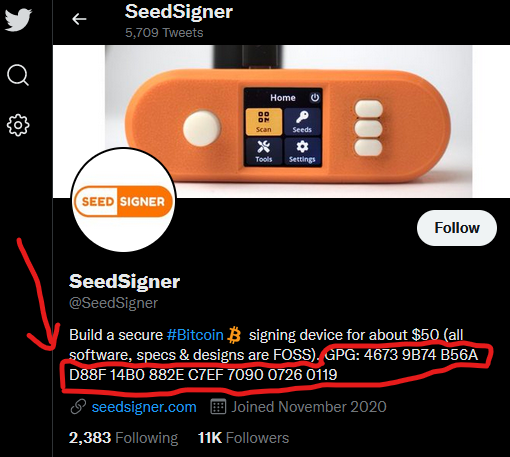 SeedSigner
5,709 Tweets
Home
Scan
Seeds
Tools
Settings
SEED SIGNER
Follow
SeedSigner
@SeedSigner
Build a secure #Bitcoin signing device for about $50 (all
software, specs & designs are FOSS). GPG: 4673 9B74 B56A
D88F 14B0 882E C7EF 7090 0726 0119
seedsigner.com Joined November 2020
2,383 Following 11K Followers